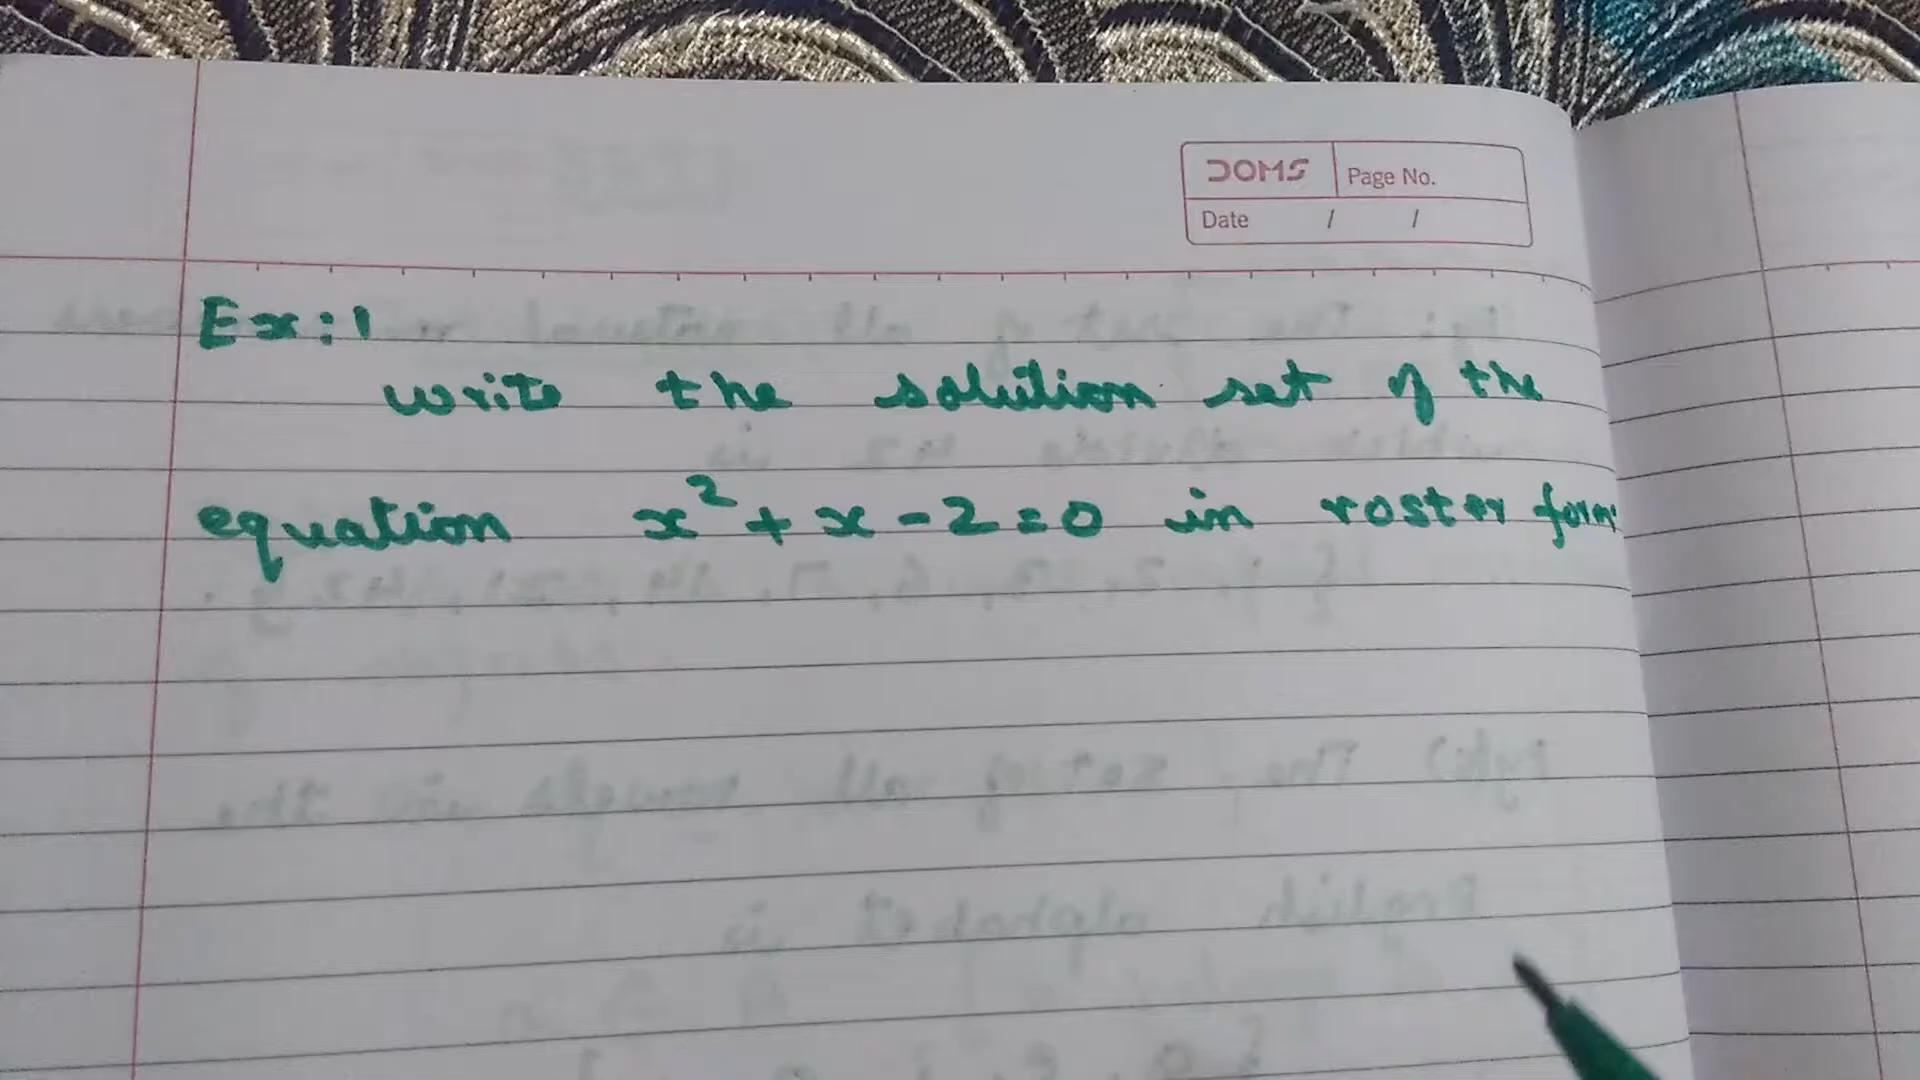 DOMS
Page No.
Date / /
Ex:1
write the solution set of the
equation x² + x - 2 = 0 in roster form